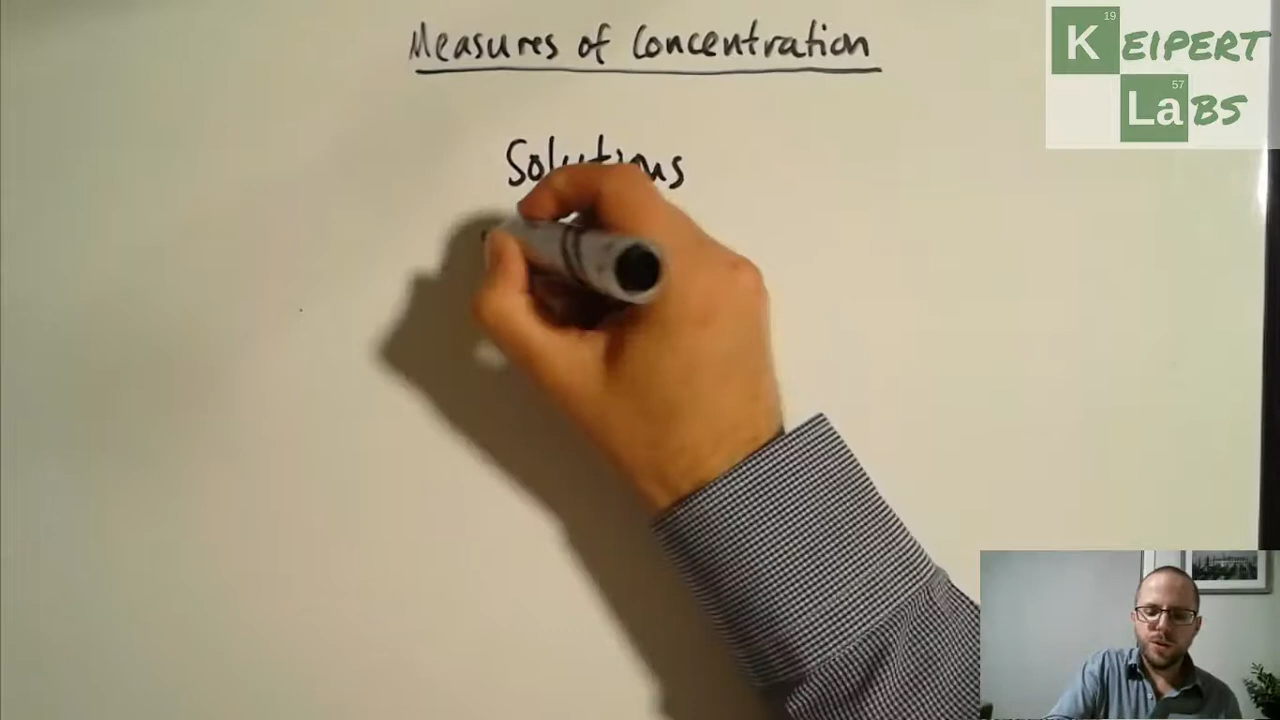 Measures of Concentration
Solutions
19
KEIPERT
57
LaBS